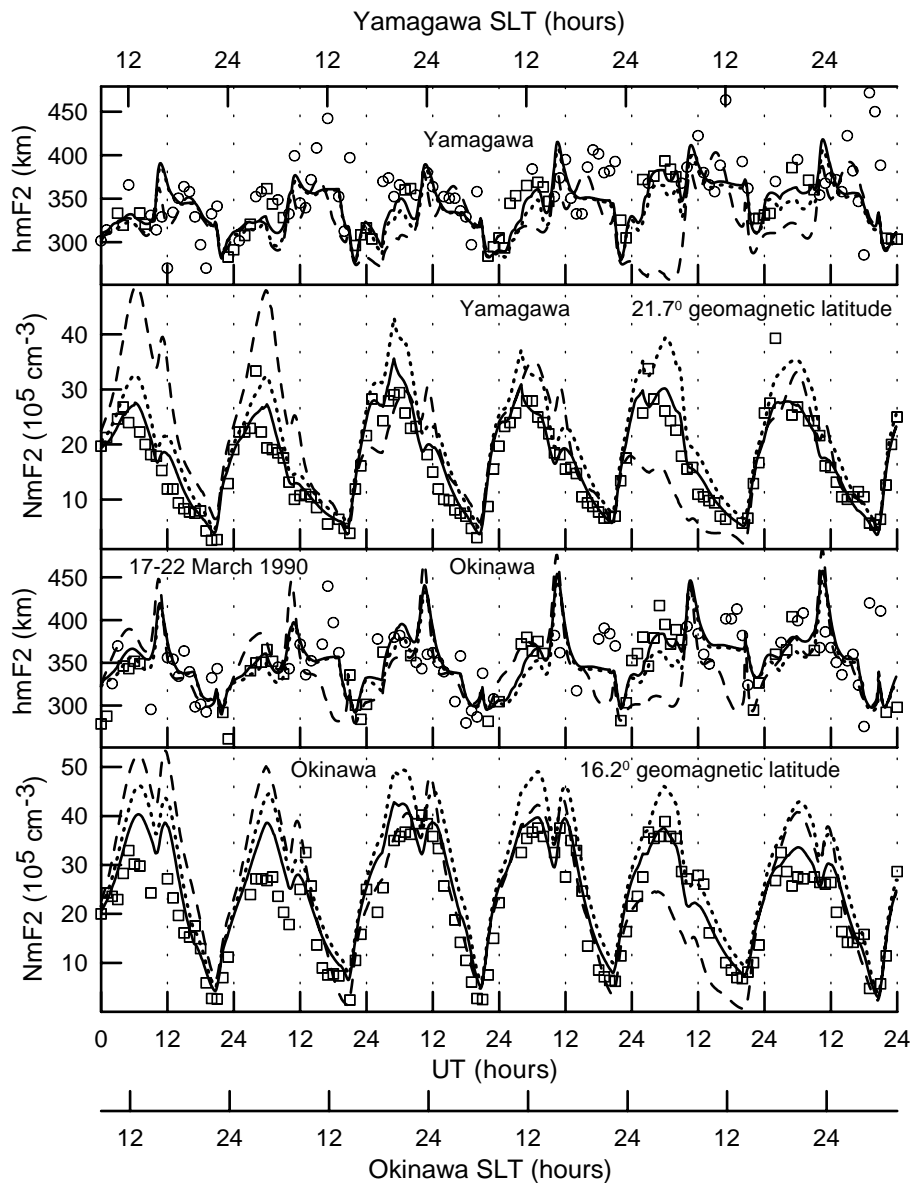 Yamagawa SLT (hours)
12 24 12 24 12 24 12 24
hmF2 (km)
450
400
350
300
Yamagawa
NmF2 (10⁵ cm⁻³)
40
30
20
10
Yamagawa 21.7⁰ geomagnetic latitude
hmF2 (km)
450
400
350
300
17-22 March 1990 Okinawa
NmF2 (10⁵ cm⁻³)
50
40
30
20
10
Okinawa 16.2⁰ geomagnetic latitude
0 12 24 12 24 12 24 12 24 12 24 12 24
UT (hours)
12 24 12 24 12 24 12 24
Okinawa SLT (hours)